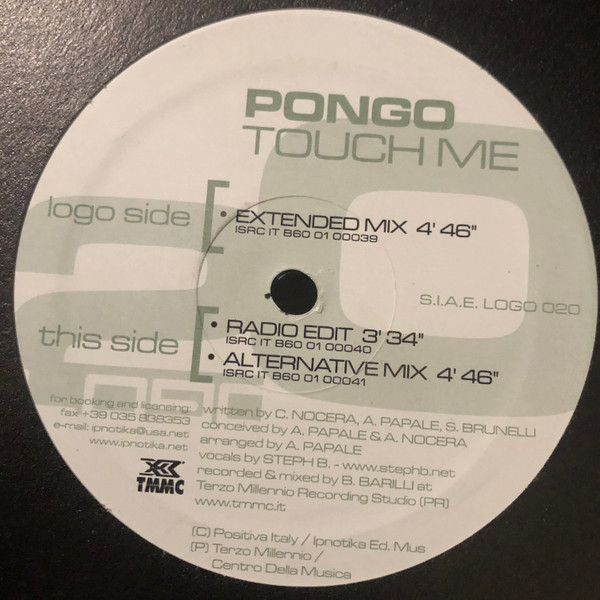 PONGO
TOUCH ME
logo side
• EXTENDED MIX 4' 46"
ISRC IT B60 01 00039
S.I.A.E. LOGO 020
this side
• RADIO EDIT 3' 34"
ISRC IT B60 01 00040
• ALTERNATIVE MIX 4' 46"
ISRC IT B60 01 00041
for booking and licensing:
fax +39 035 838353
e-mail: ipnotika@usa.net
www.ipnotika.net
TMMC
written by C. NOCERA, A. PAPALE, S. BRUNELLI
conceived by A. PAPALE & A. NOCERA
arranged by A. PAPALE
vocals by STEPH B. - www.stephb.net
recorded & mixed by B. BARILLI at
Terzo Millennio Recording Studio (PR)
www.tmmc.it
(C) Positiva Italy / Ipnotika Ed. Mus
(P) Terzo Millennio /
Centro Della Musica
20
LOGO